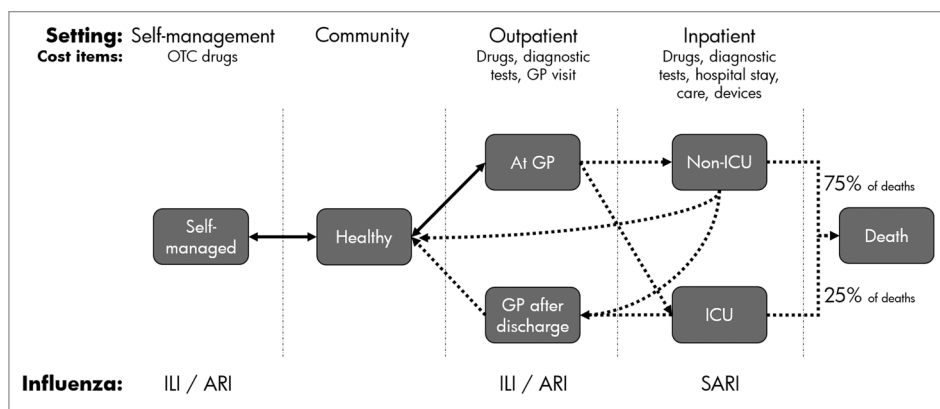 Setting: Self-management Community Outpatient Inpatient
Cost items: OTC drugs Drugs, diagnostic Drugs, diagnostic
tests, GP visit tests, hospital stay,
care, devices
At GP Non-ICU
75% of deaths
Self-
managed Healthy Death
GP after
discharge ICU
25% of deaths
Influenza: ILI / ARI ILI / ARI SARI